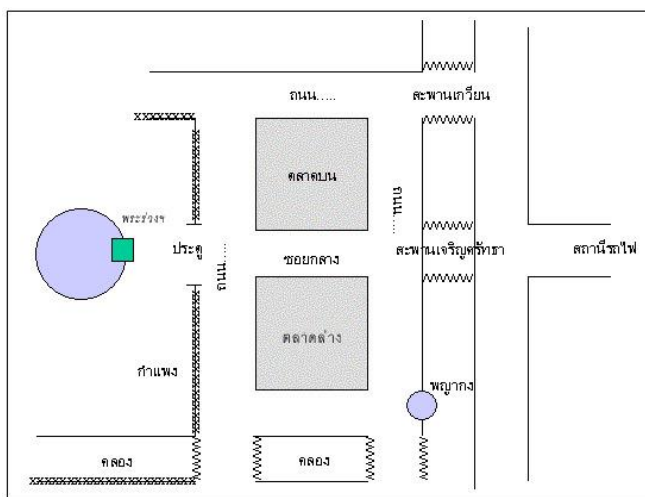 ถนน.....
สะพานเกวียน
ตลาดบน
ถนน.....
พระร่วงฯ
ประตู
ถนน.....
ซอยกลาง
สะพานเจริญศรัทธา
สถานีรถไฟ
ตลาดล่าง
กำแพง
พญากง
คลอง
คลอง